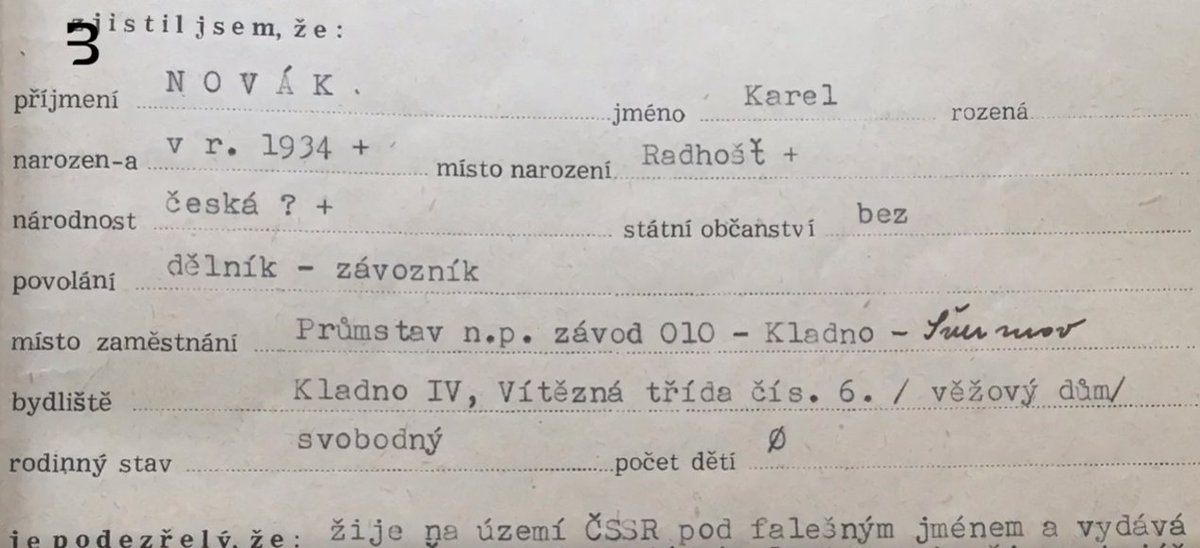 zjistil jsem, že:
příjmení NOVÁK. jméno Karel rozená
narozen-a v r. 1934 + místo narození Radhošť +
národnost česká ? + státní občanství bez
povolání dělník - závozník
místo zaměstnání Průmstav n.p. závod 010 - Kladno -
bydliště Kladno IV, Vítězná třída čís. 6. / věžový dům/
rodinný stav svobodný počet dětí Ø
je podezřelý, že: žije na území ČSSR pod falešným jménem a vydává